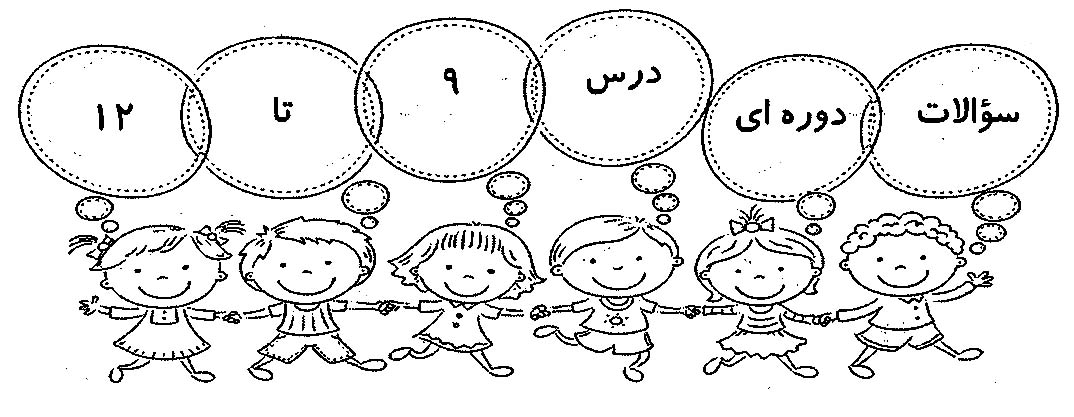 سؤالات دوره ای درس ۹ تا ۱۲